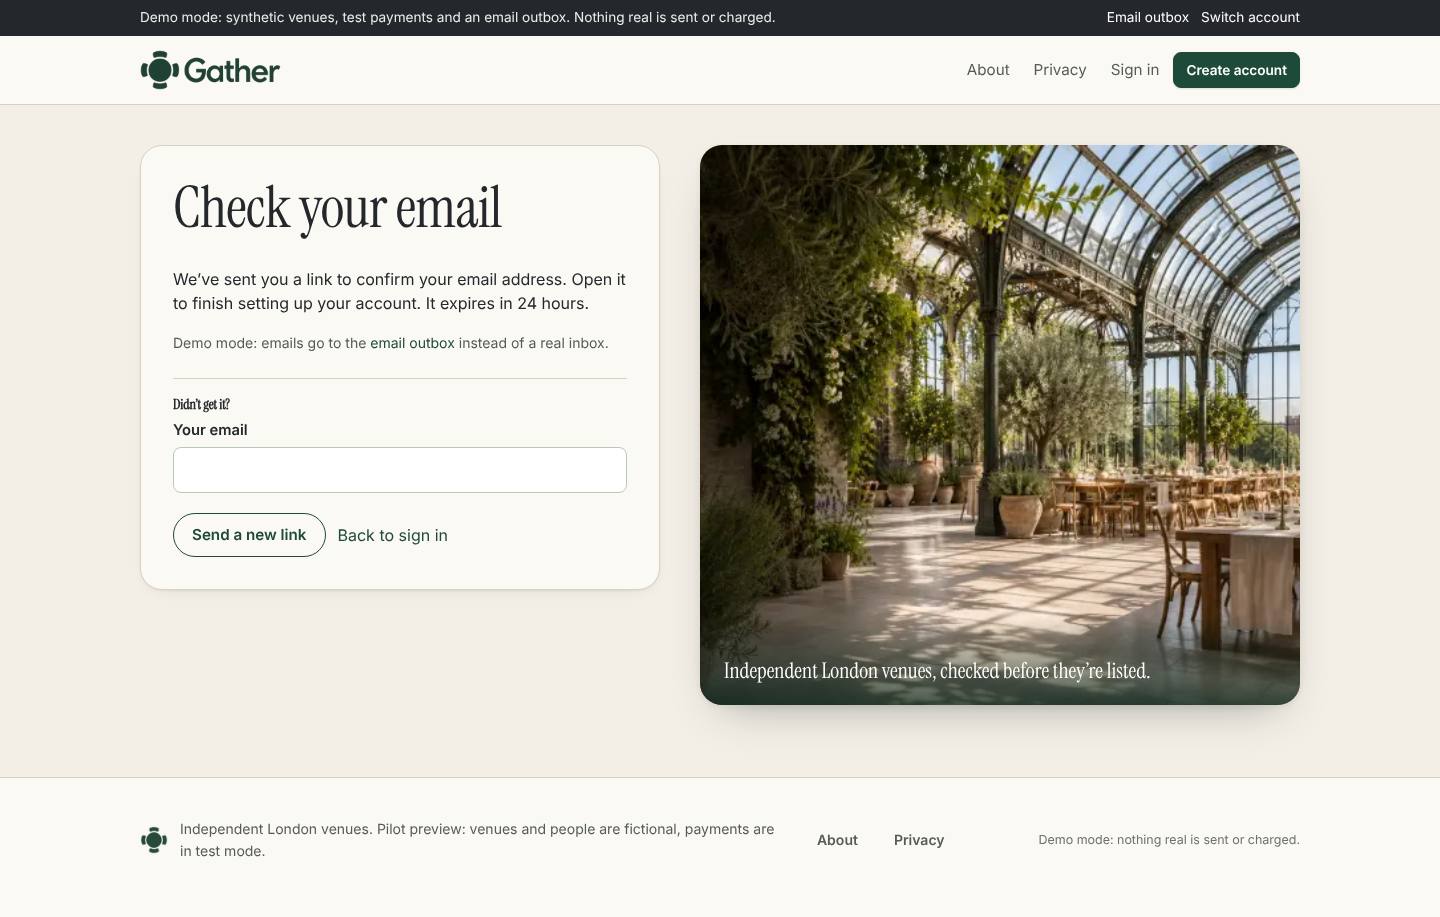 Demo mode: synthetic venues, test payments and an email outbox. Nothing real is sent or charged.
Email outbox
Switch account
Gather
About
Privacy
Sign in
Create account
Check your email
We’ve sent you a link to confirm your email address. Open it
to finish setting up your account. It expires in 24 hours.
Demo mode: emails go to the email outbox instead of a real inbox.
Didn’t get it?
Your email
Send a new link
Back to sign in
Independent London venues, checked before they’re listed.
Independent London venues. Pilot preview: venues and people are fictional, payments are
in test mode.
About
Privacy
Demo mode: nothing real is sent or charged.